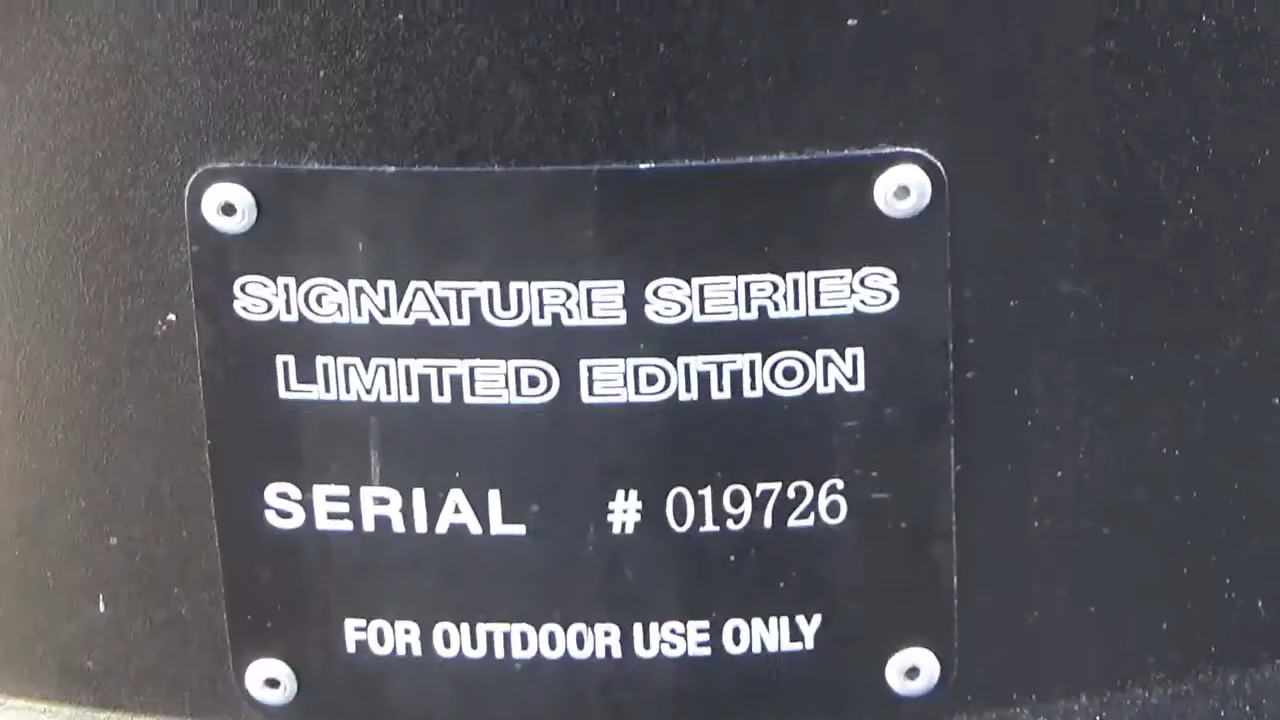 SIGNATURE SERIES
LIMITED EDITION
SERIAL # 019726
FOR OUTDOOR USE ONLY